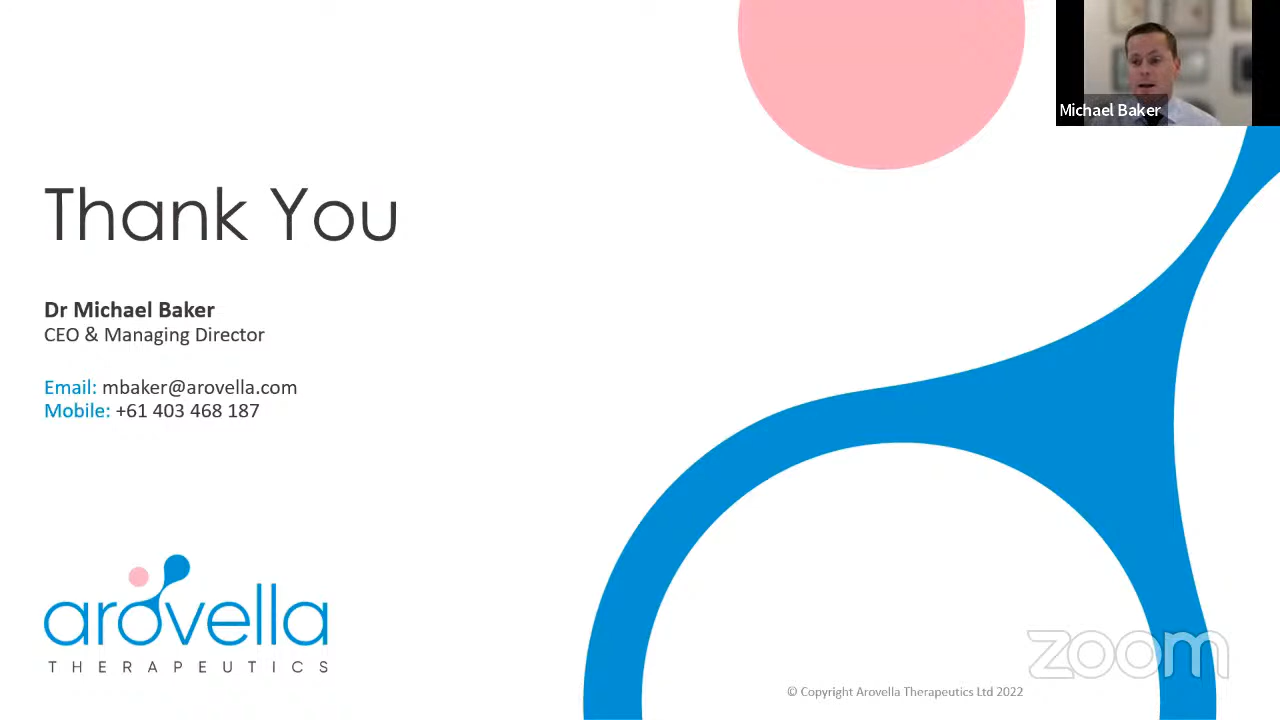 Michael Baker
Thank You
Dr Michael Baker
CEO & Managing Director
Email: mbaker@arovella.com
Mobile: +61 403 468 187
arovella
THERAPEUTICS
zoom
© Copyright Arovella Therapeutics Ltd 2022